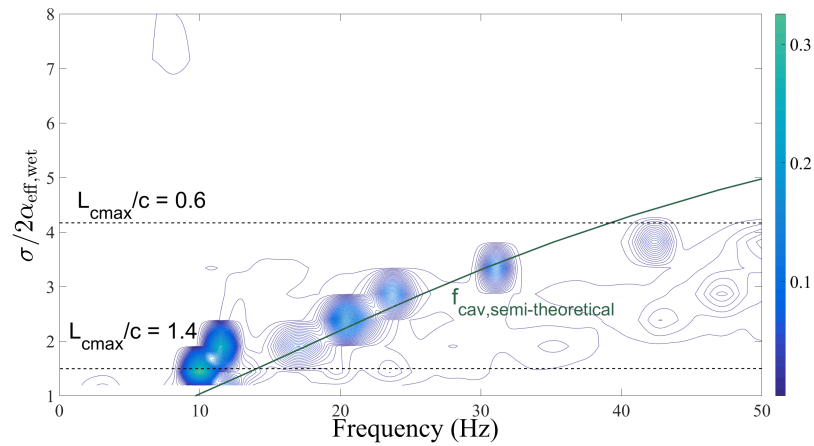 8
7
6
5
4
3
2
1
σ/2α_eff,wet
L_cmax/c = 0.6
L_cmax/c = 1.4
f_cav,semi-theoretical
0 10 20 30 40 50
Frequency (Hz)
0.3
0.2
0.1